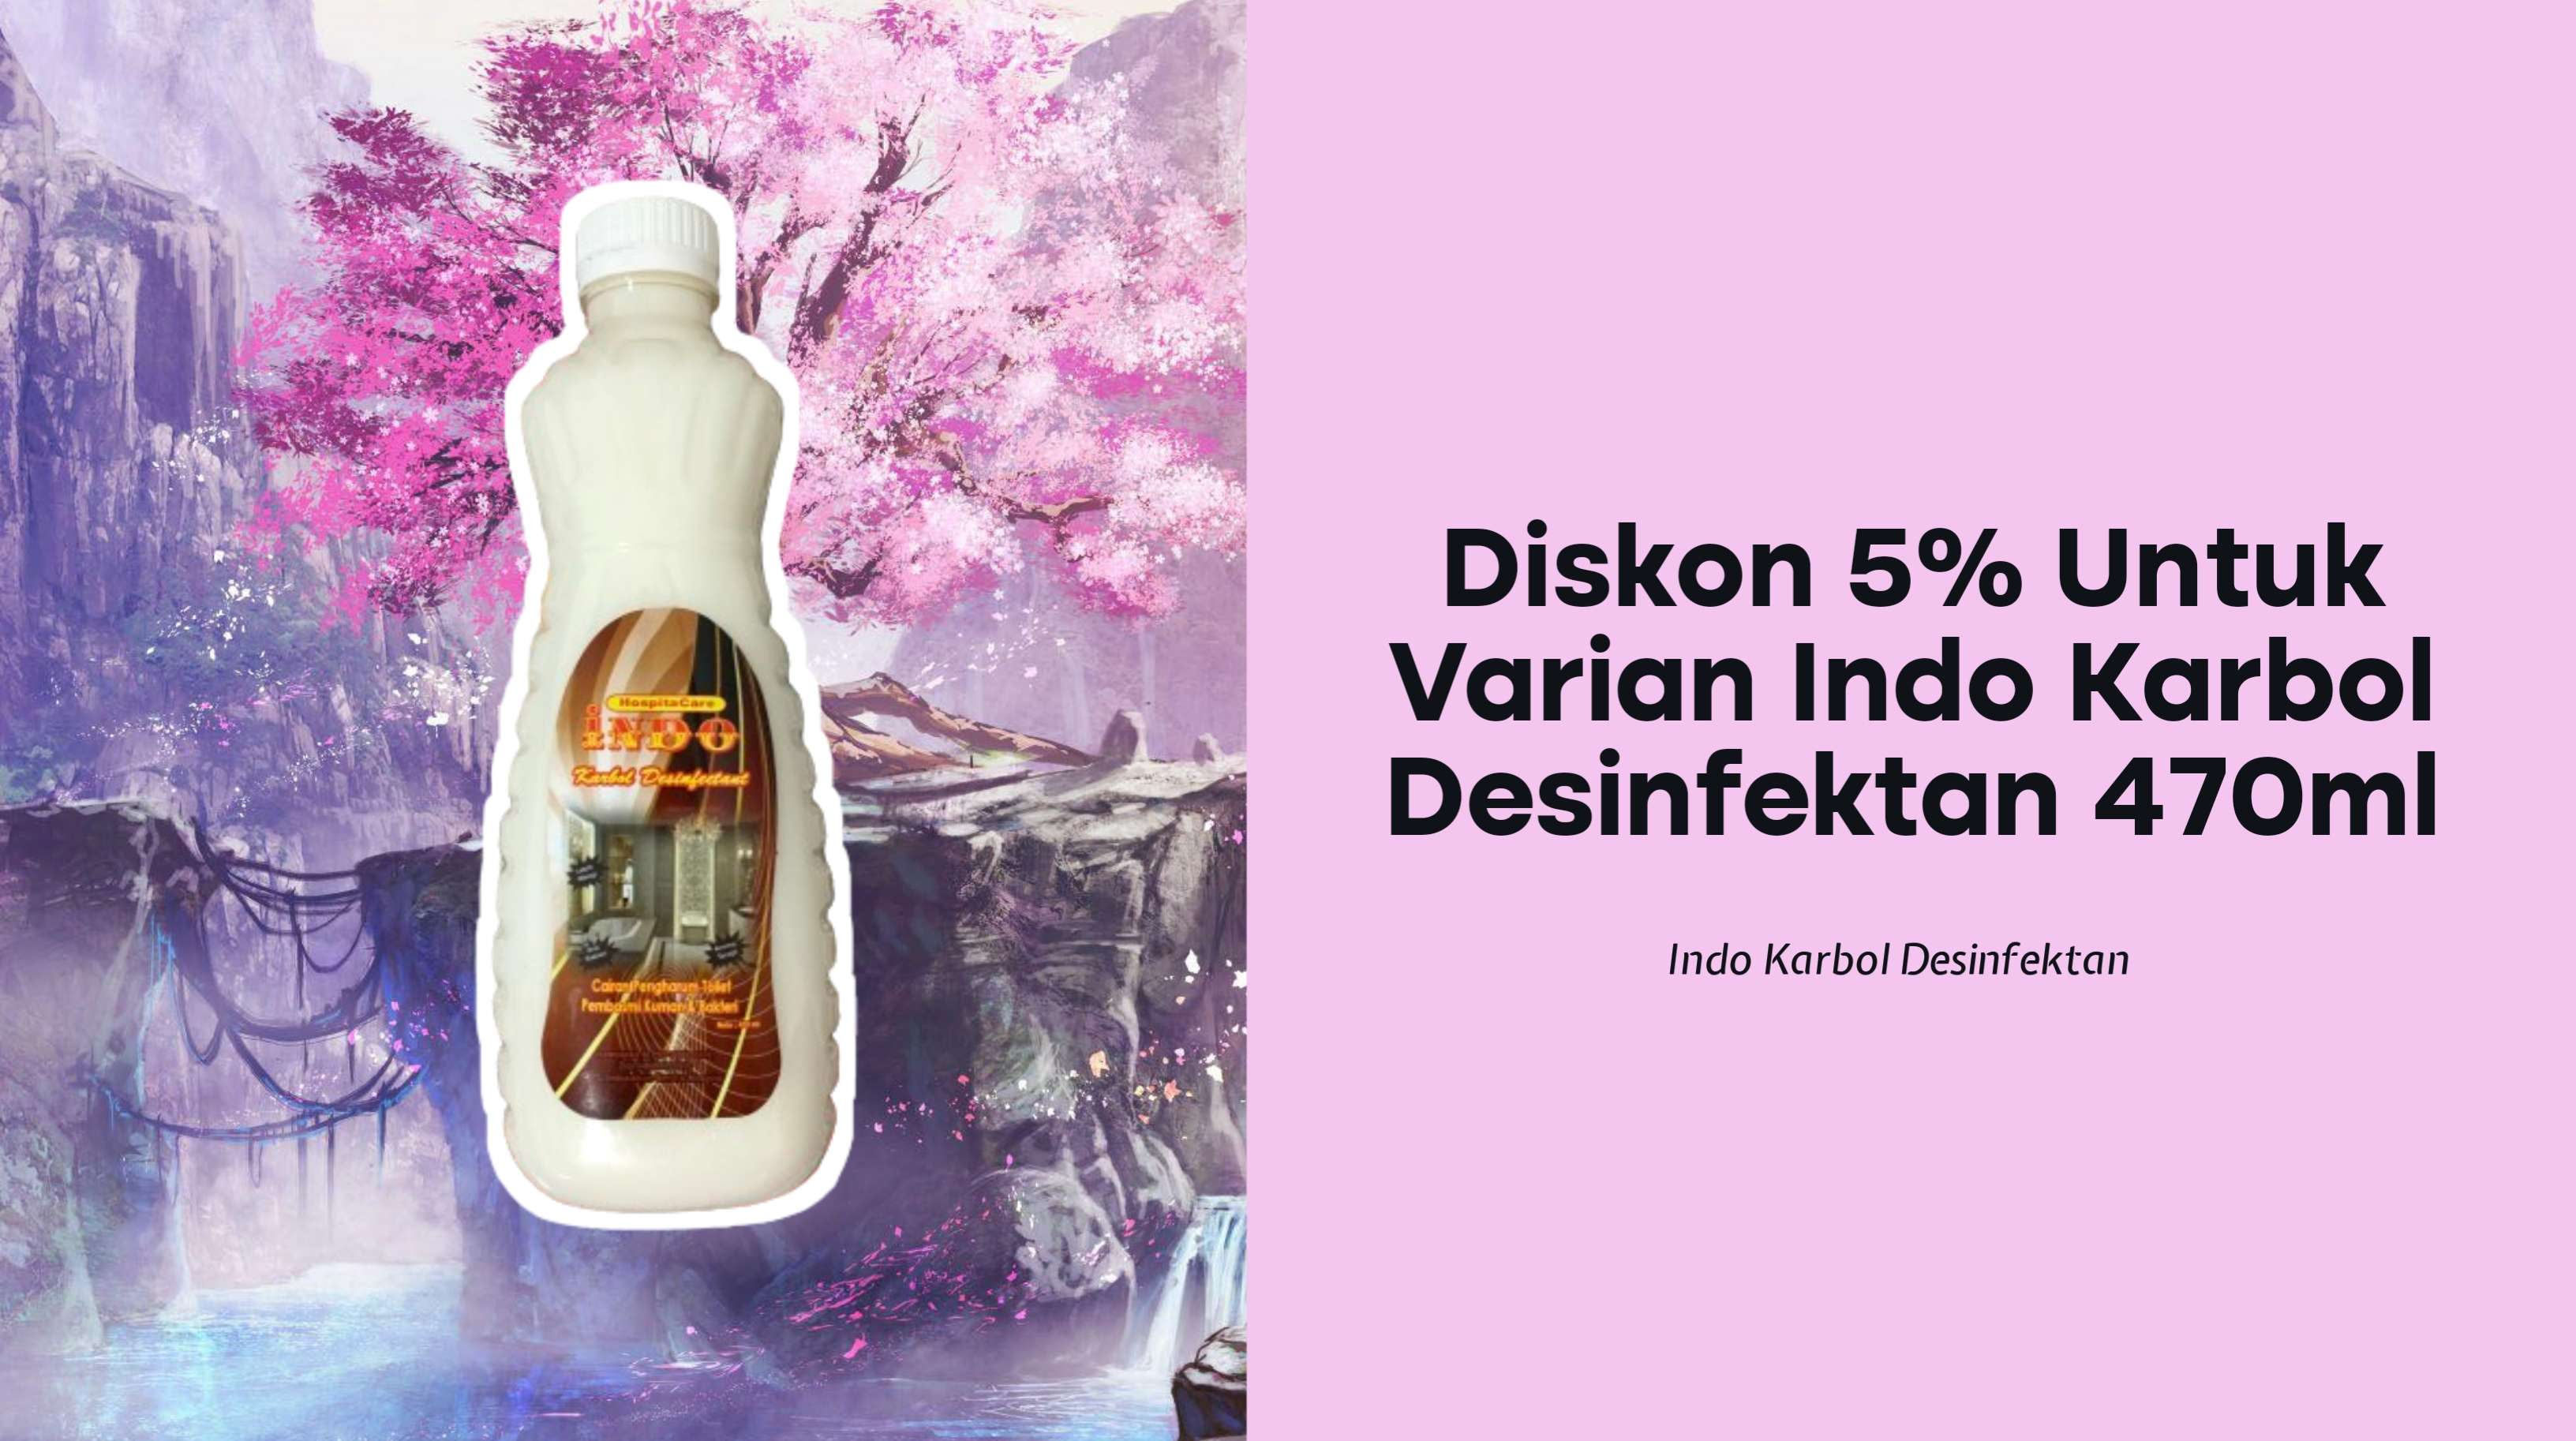 HospitaCare
iNDO
Karbol Desinfectant
Cairan Pengharum Toilet
Pembasmi Kuman & Bakteri
Diskon 5% Untuk
Varian Indo Karbol
Desinfektan 470ml
Indo Karbol Desinfektan